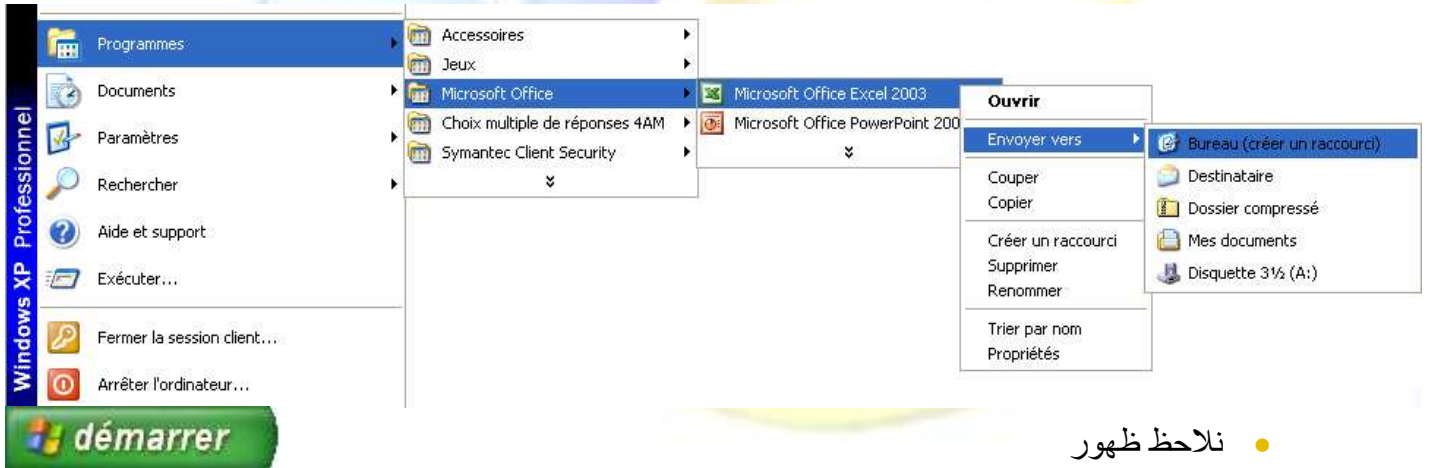 Windows XP Professionnel
Programmes
Documents
Paramètres
Rechercher
Aide et support
Exécuter...
Fermer la session client...
Arrêter l'ordinateur...
Accessoires
Jeux
Microsoft Office
Choix multiple de réponses 4AM
Symantec Client Security
Microsoft Office Excel 2003
Microsoft Office PowerPoint 200
Ouvrir
Envoyer vers
Couper
Copier
Créer un raccourci
Supprimer
Renommer
Trier par nom
Propriétés
Bureau (créer un raccourci)
Destinataire
Dossier compressé
Mes documents
Disquette 3½ (A:)
démarrer
• نلاحظ ظهور